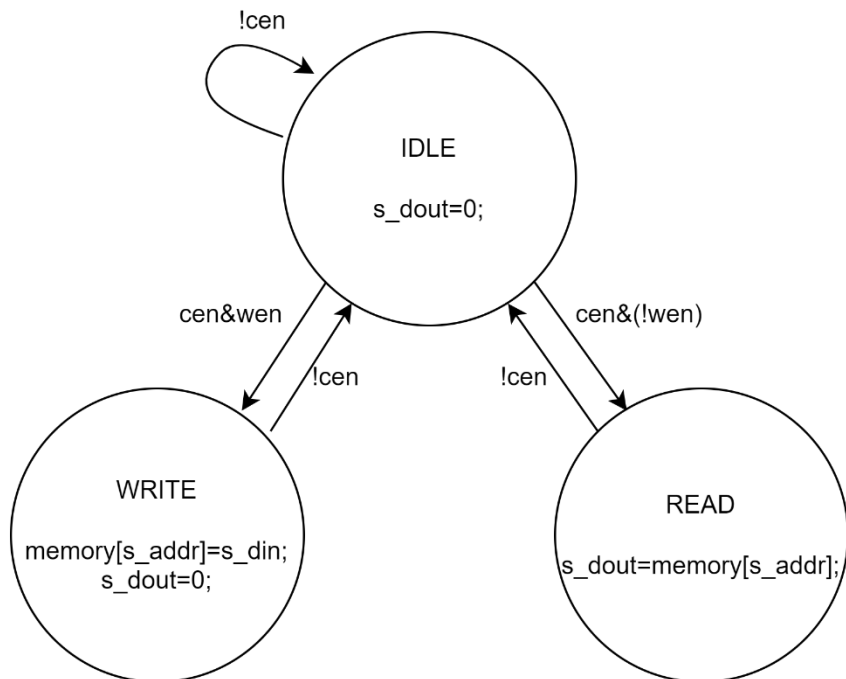 !cen
IDLE
s_dout=0;
cen&wen
cen&(!wen)
!cen
!cen
WRITE
memory[s_addr]=s_din;
s_dout=0;
READ
s_dout=memory[s_addr];